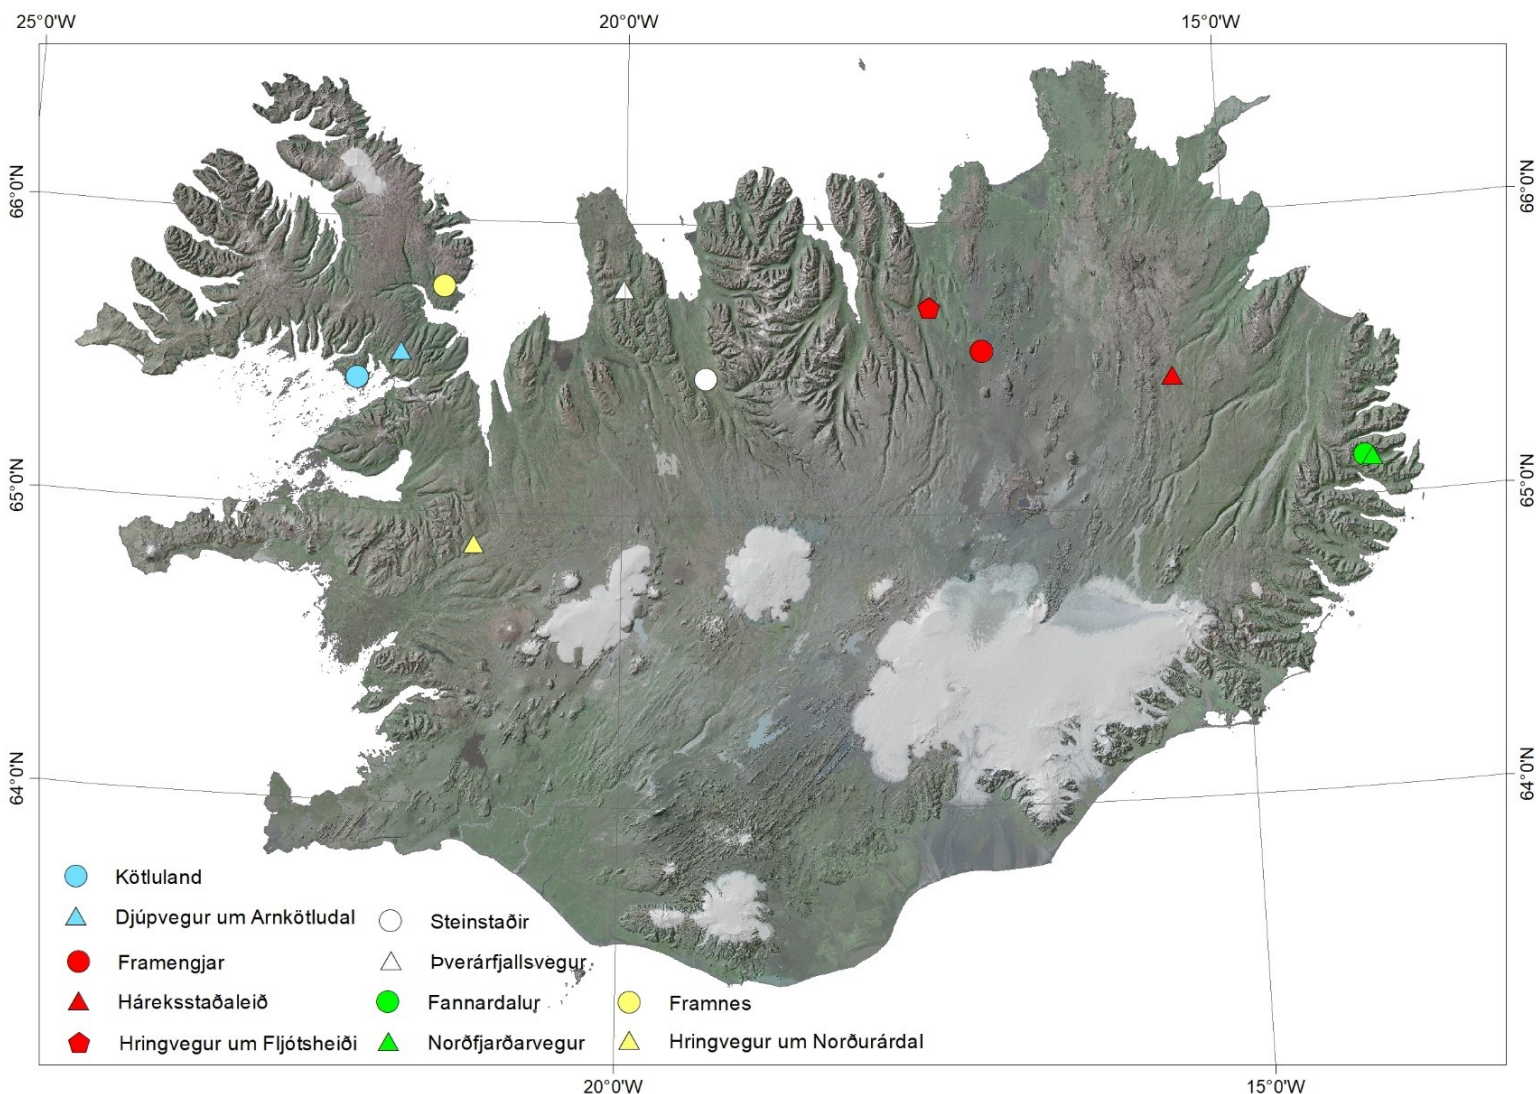 25°0'W 20°0'W 15°0'W
66°0'N 66°0'N
65°0'N 65°0'N
64°0'N 64°0'N
Kötluland
Djúpvegur um Arnkötludal
Steinstaðir
Framengjar
Þverárfjallsvegur
Háreksstaðaleið
Fannardalur
Framnes
Hringvegur um Fljótsheiði
Norðfjarðarvegur
Hringvegur um Norðurárdal
20°0'W 15°0'W